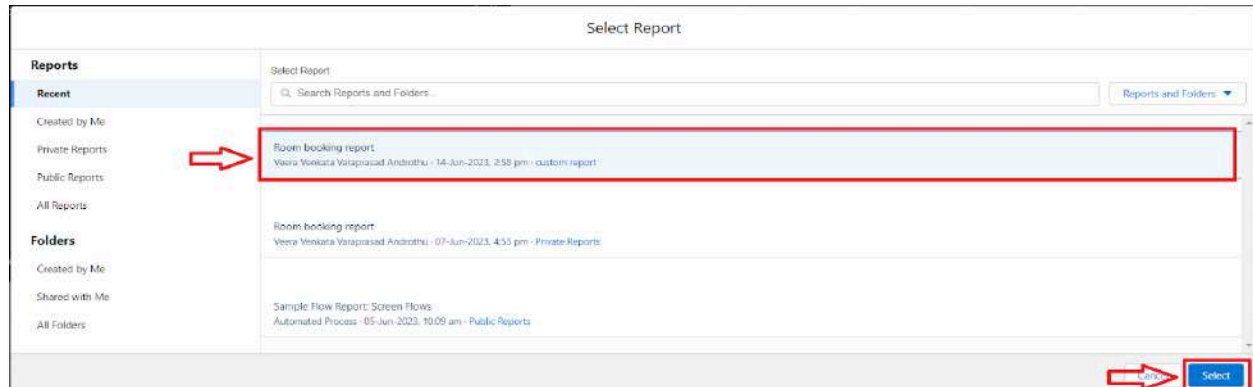 Select Report
Reports
Recent
Created by Me
Private Reports
Public Reports
All Reports
Folders
Created by Me
Shared with Me
All Folders
Select Report
Search Reports and Folders...
Reports and Folders
Room booking report
Veera Venkata Varaprasad Androthu · 14-Jun-2023, 2:58 pm · custom report
Room booking report
Veera Venkata Varaprasad Androthu · 07-Jun-2023, 4:53 pm · Private Reports
Sample Flow Report: Screen Flows
Automated Process · 05-Jun-2023, 10:09 am · Public Reports
Select